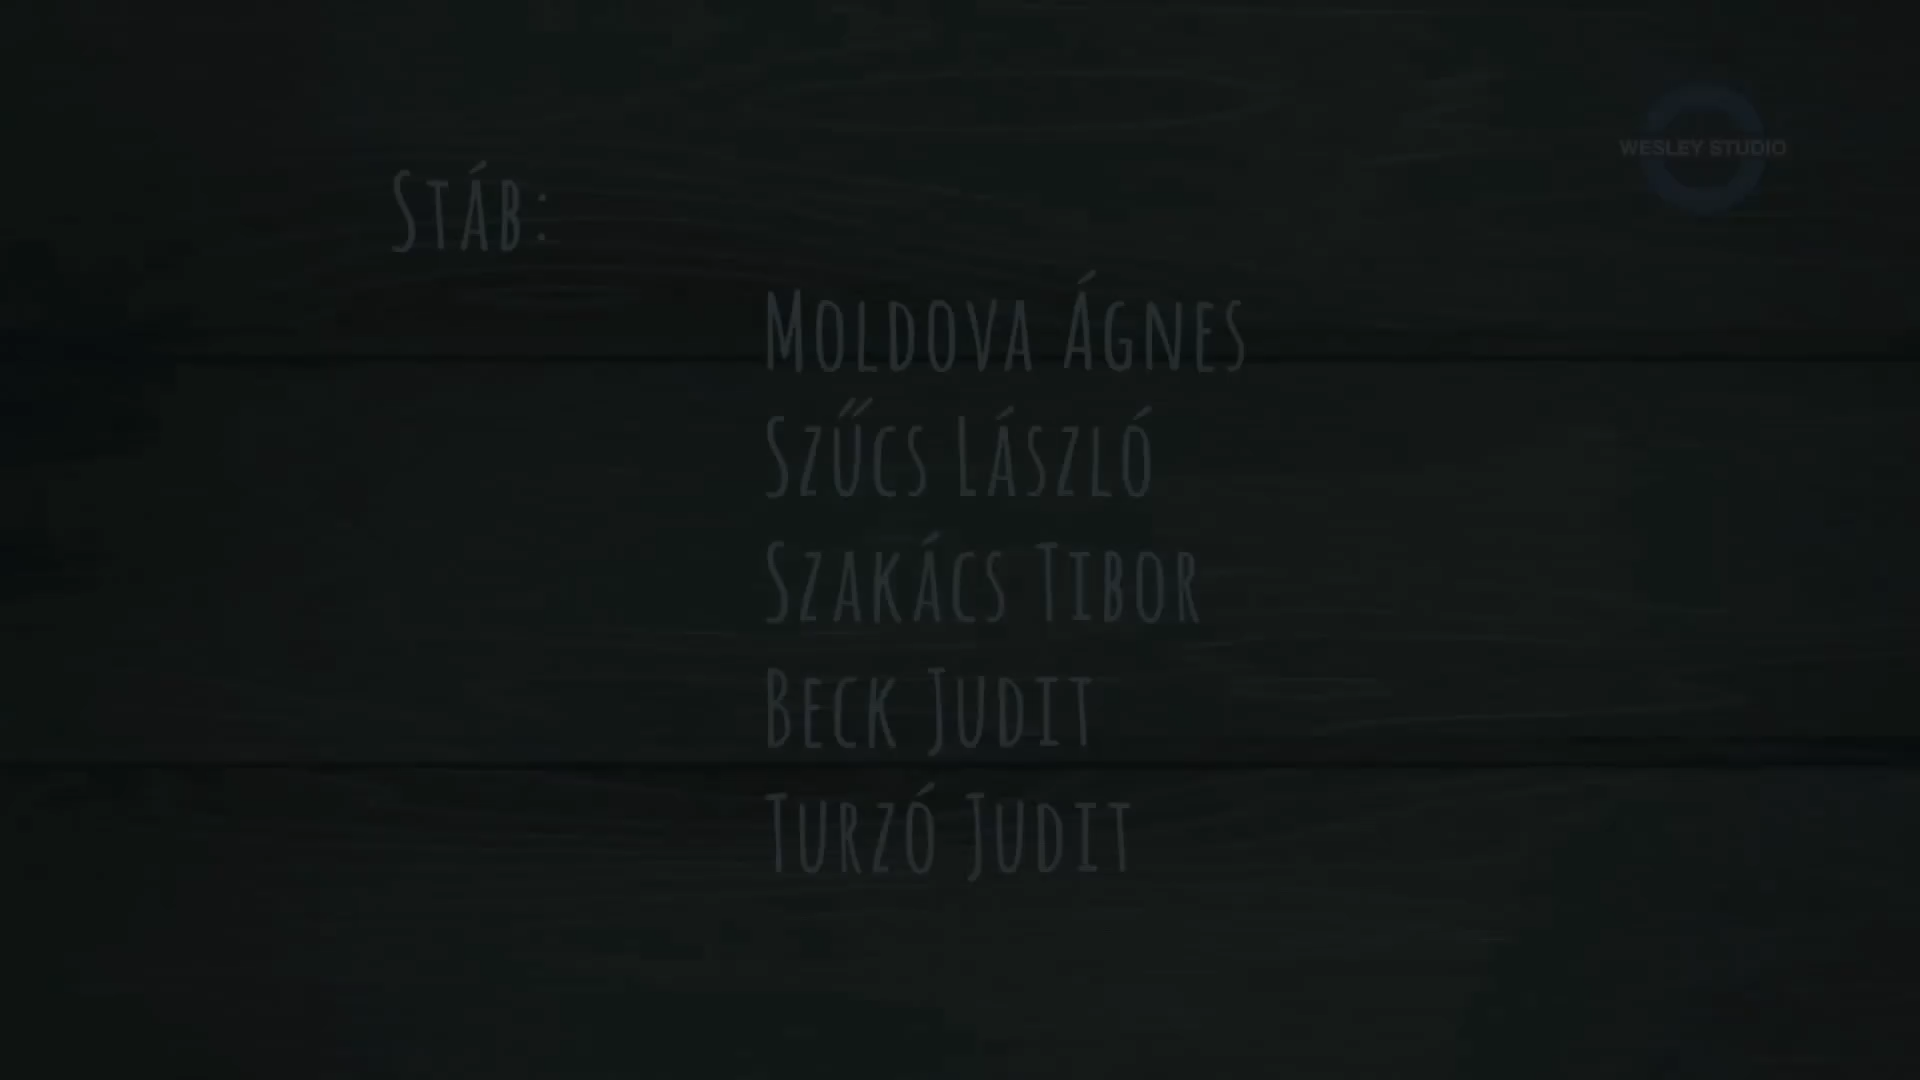 WESLEY STUDIO
Stáb:
Moldova Ágnes
Szűcs László
Szakács Tibor
Beck Judit
Turzó Judit